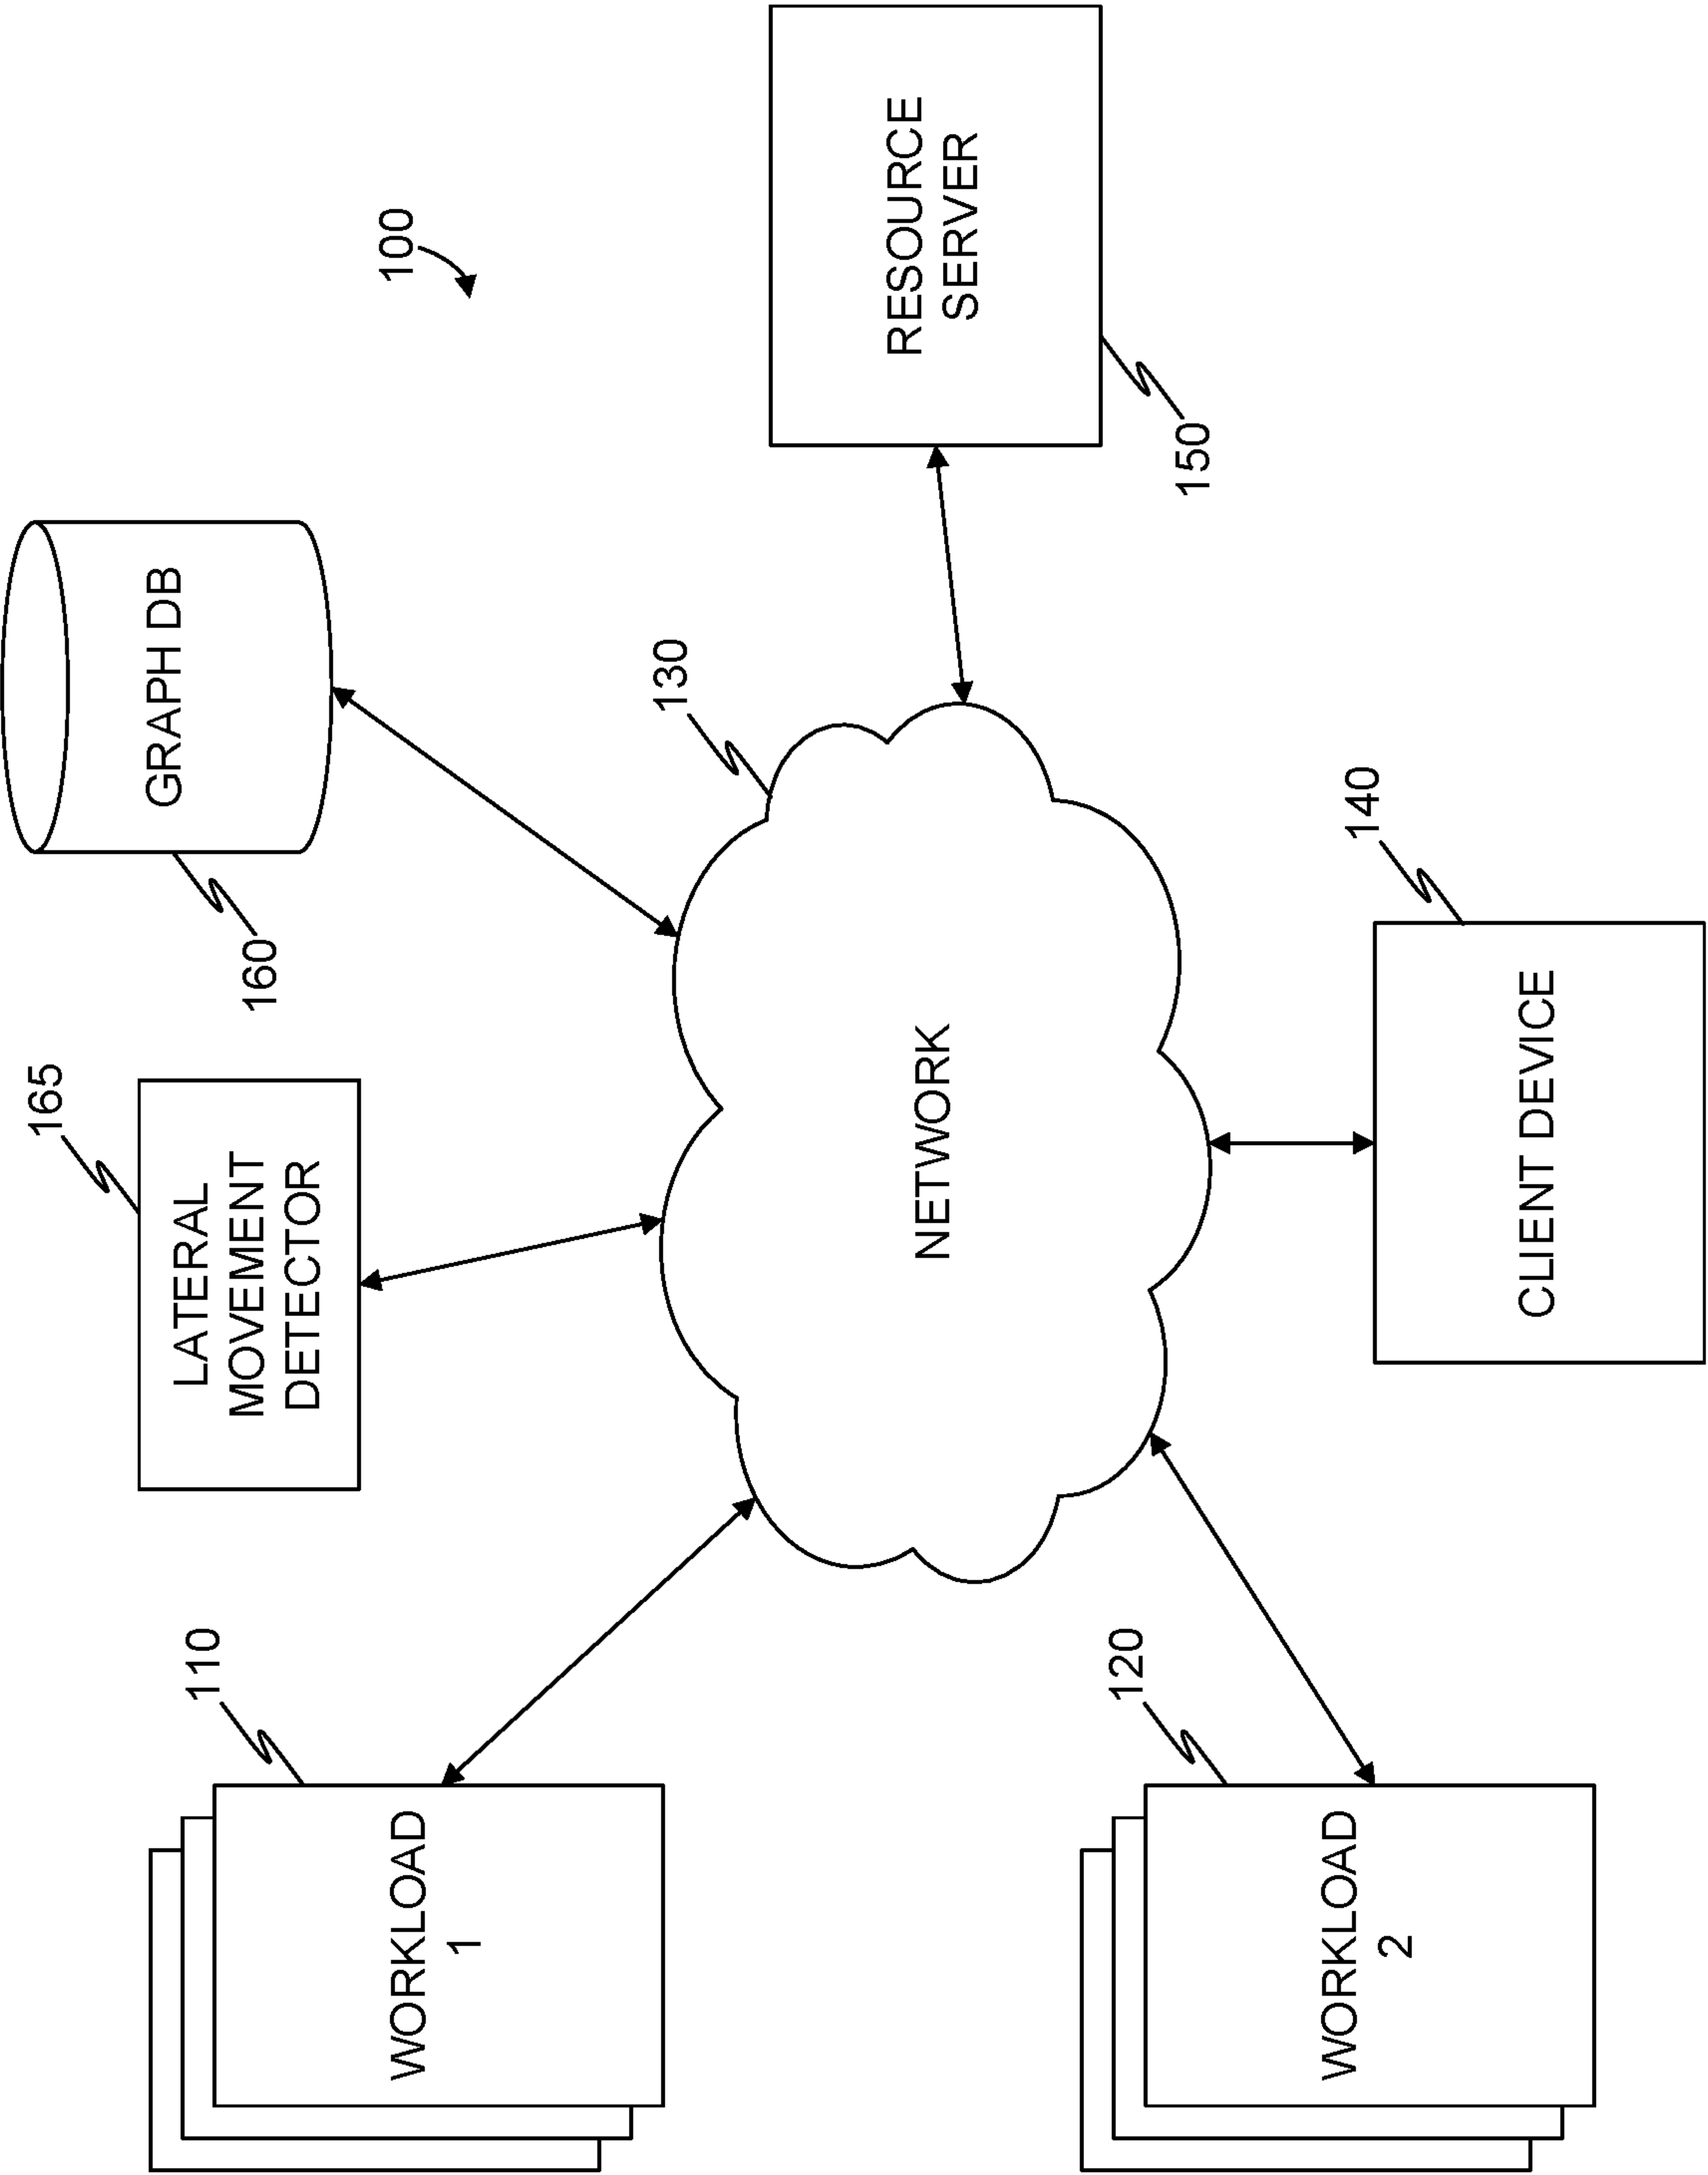 100
165
LATERAL
MOVEMENT
DETECTOR
160
GRAPH DB
110
WORKLOAD
1
130
NETWORK
RESOURCE
SERVER
150
120
WORKLOAD
2
140
CLIENT DEVICE